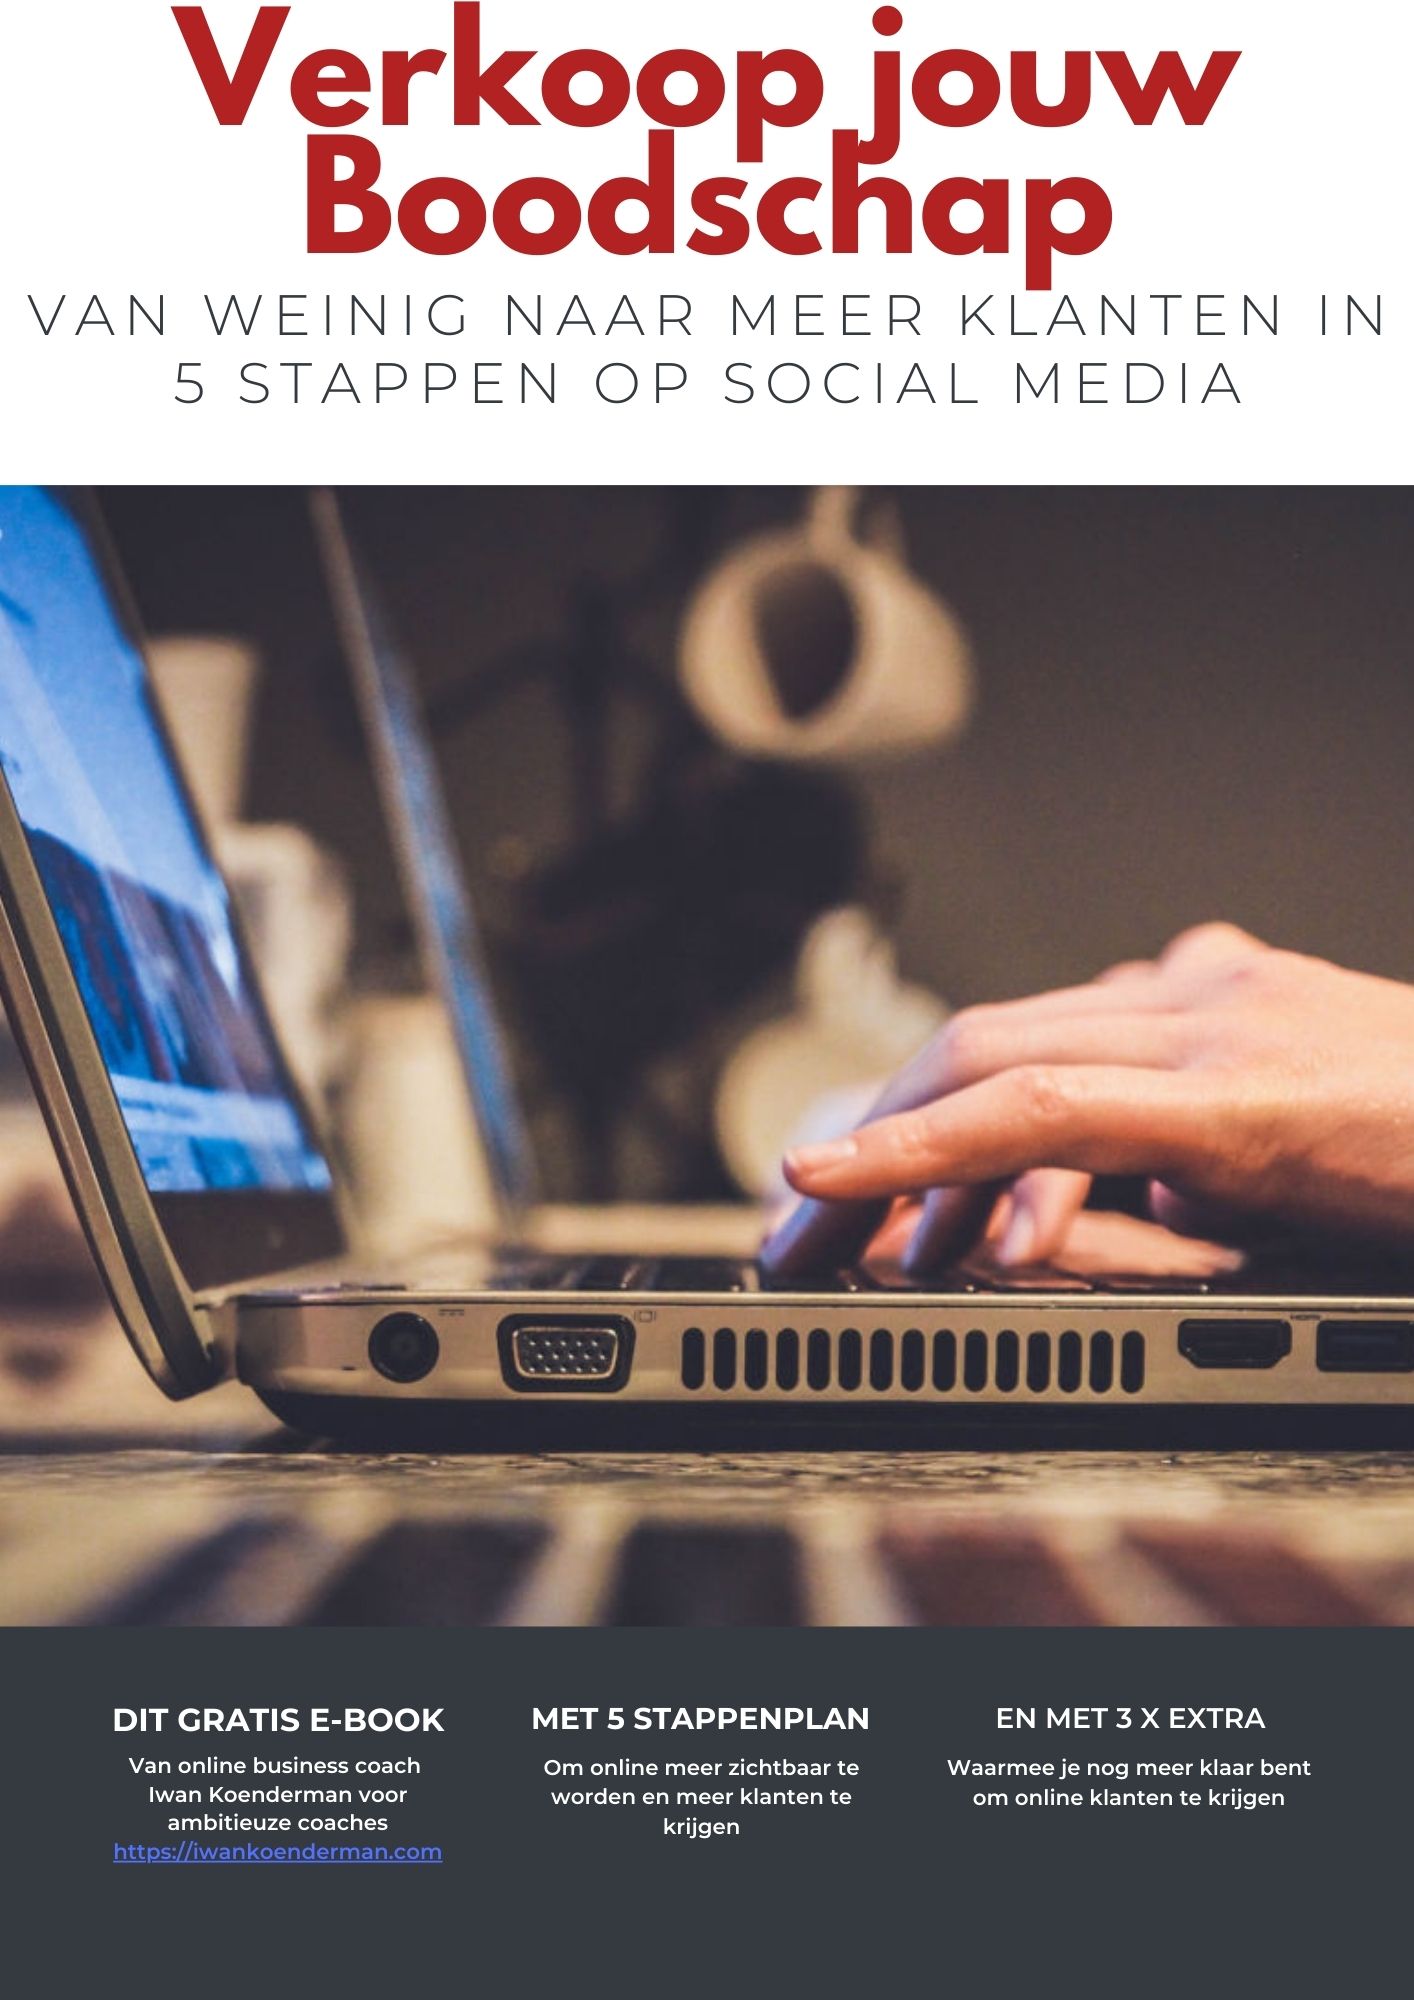 Verkoop jouw
Boodschap
VAN WEINIG NAAR MEER KLANTEN IN
5 STAPPEN OP SOCIAL MEDIA
HDMI
DIT GRATIS E-BOOK
Van online business coach
Iwan Koenderman voor
ambitieuze coaches
https://iwankoenderman.com
MET 5 STAPPENPLAN
Om online meer zichtbaar te
worden en meer klanten te
krijgen
EN MET 3 X EXTRA
Waarmee je nog meer klaar bent
om online klanten te krijgen